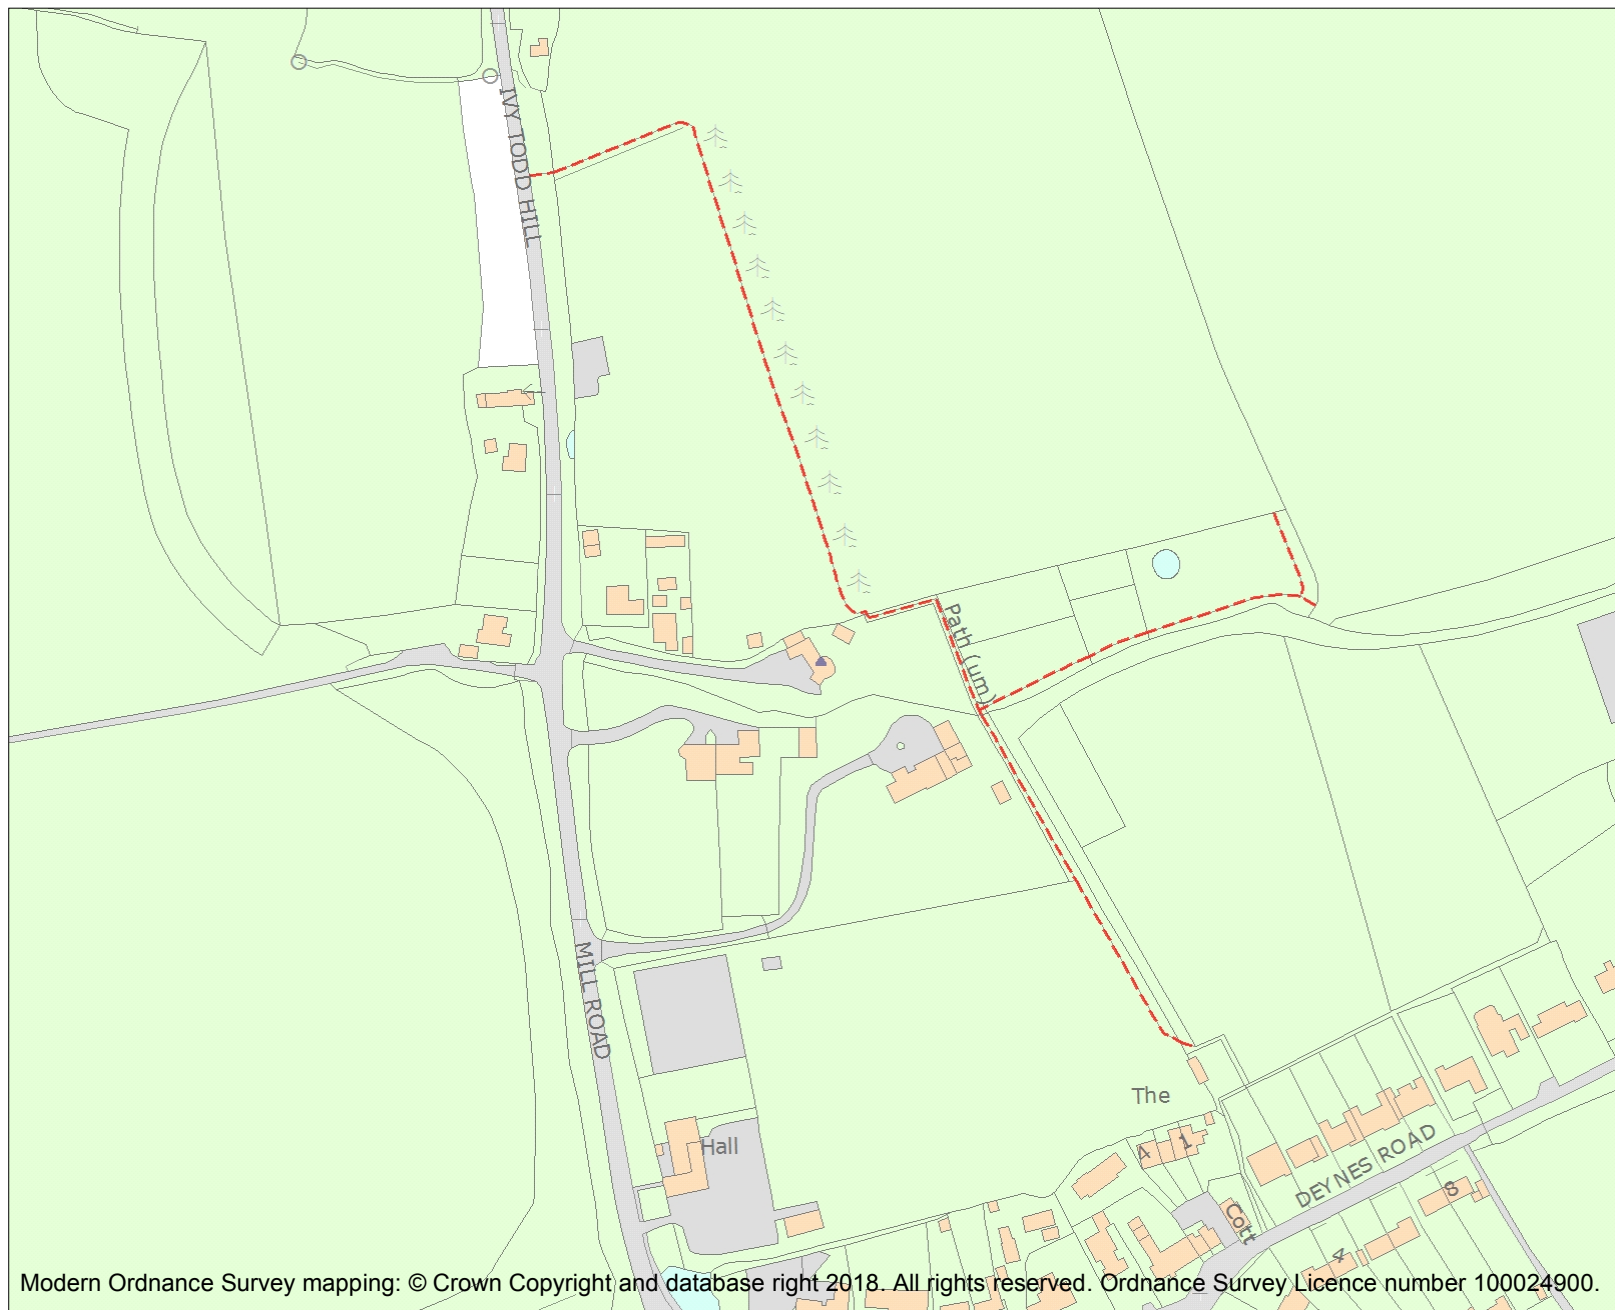 IVY TODD HILL
Path (um)
MILL ROAD
The
Hall
4
1
DEYNES ROAD
8
Cott
4
Modern Ordnance Survey mapping: © Crown Copyright and database right 2018. All rights reserved. Ordnance Survey Licence number 100024900.